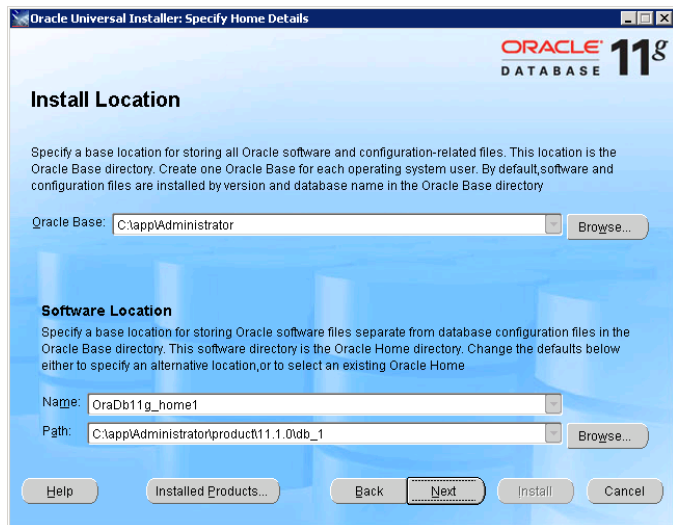 Oracle Universal Installer: Specify Home Details
ORACLE
DATABASE 11g
Install Location
Specify a base location for storing all Oracle software and configuration-related files. This location is the
Oracle Base directory. Create one Oracle Base for each operating system user. By default,software and
configuration files are installed by version and database name in the Oracle Base directory
Oracle Base: C:\app\Administrator Browse...
Software Location
Specify a base location for storing Oracle software files separate from database configuration files in the
Oracle Base directory. This software directory is the Oracle Home directory. Change the defaults below
either to specify an alternative location,or to select an existing Oracle Home
Name: OraDb11g_home1
Path: C:\app\Administrator\product\11.1.0\db_1 Browse...
Help Installed Products... Back Next Install Cancel